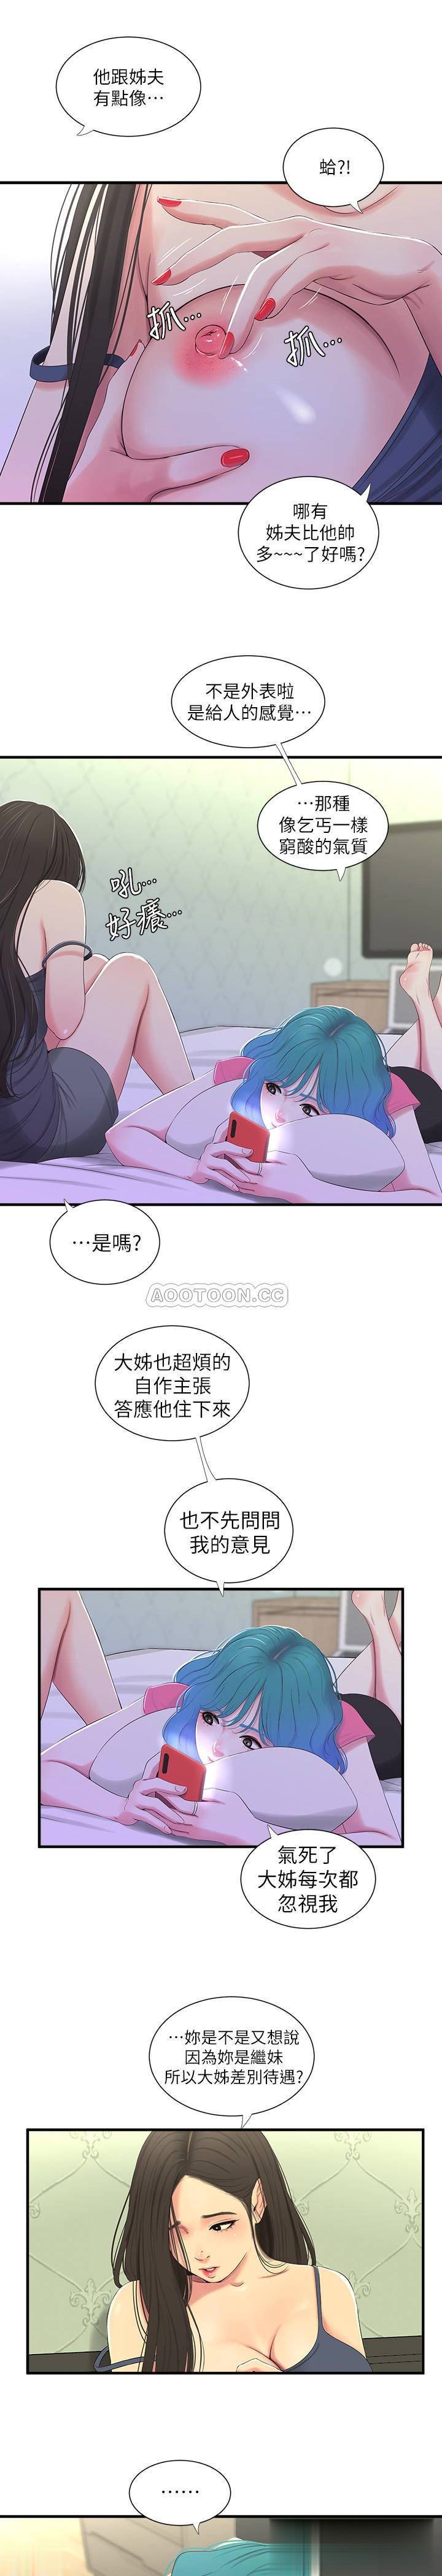 他跟姊夫
有點像…
蛤?!
抓…
抓…
哪有
姊夫比他帥
多~~~了好嗎?
不是外表啦
是給人的感覺…
…那種
像乞丐一樣
窮酸的氣質
吼…
好癢…
…是嗎?
AOOTOON.CC
大姊也超煩的
自作主張
答應他住下來
也不先問問
我的意見
氣死了
大姊每次都
忽視我
…妳是不是又想說
因為妳是繼妹
所以大姊差別待遇?
……